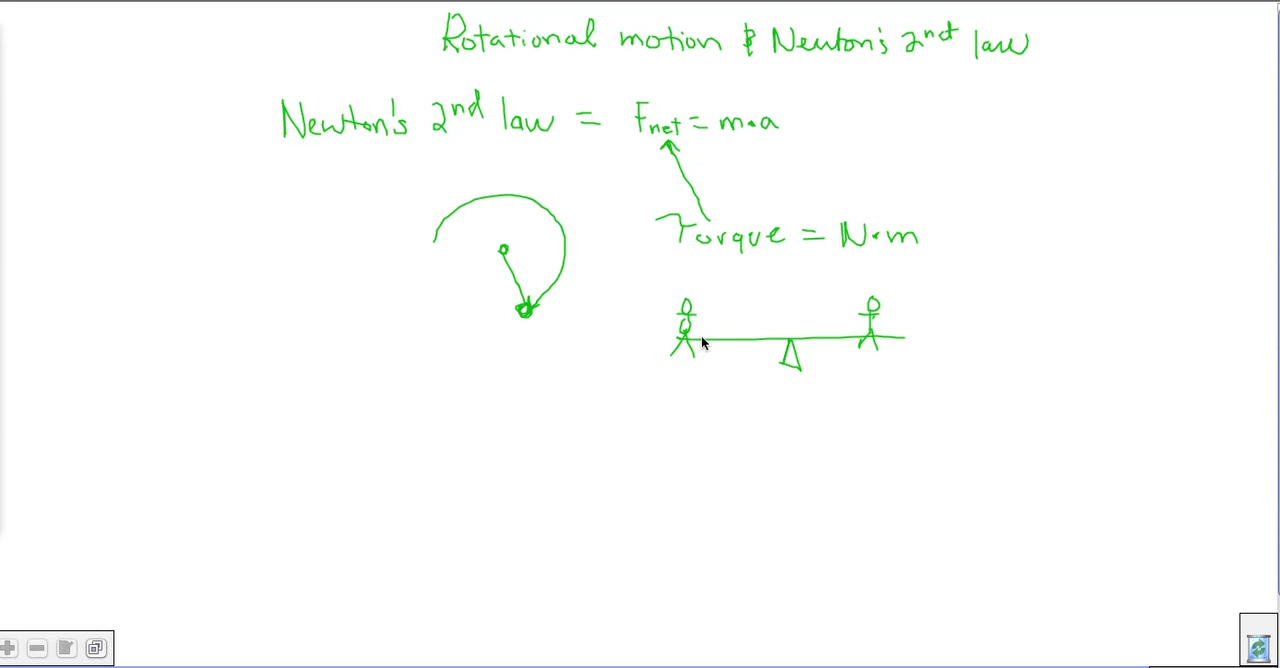 Rotational motion & Newton's 2nd law
Newton's 2nd law = Fnet = m•a
Torque = N•m